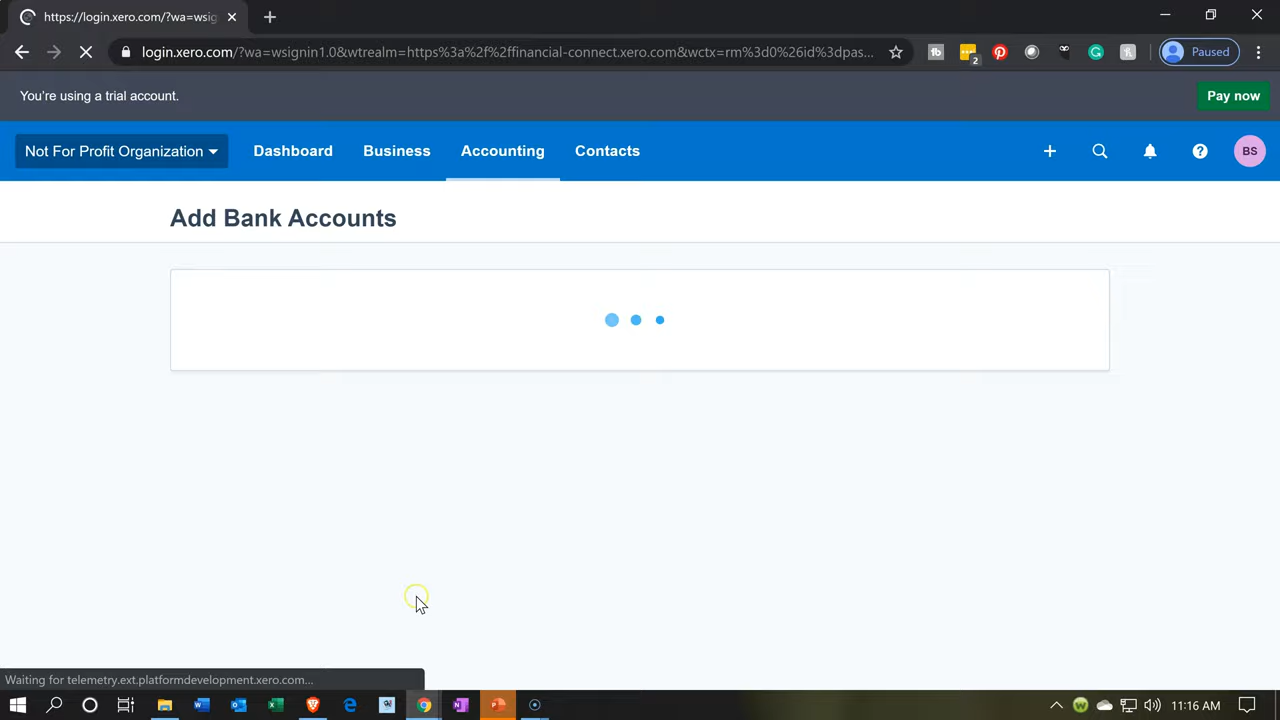 https://login.xero.com/?wa=wsig
login.xero.com/?wa=wsignin1.0&wtrealm=https%3a%2f%2ffinancial-connect.xero.com&wctx=rm%3d0%26id%3dpas...
2
Paused
You're using a trial account.
Pay now
Not For Profit Organization
Dashboard
Business
Accounting
Contacts
BS
Add Bank Accounts
Waiting for telemetry.ext.platformdevelopment.xero.com...
11:16 AM